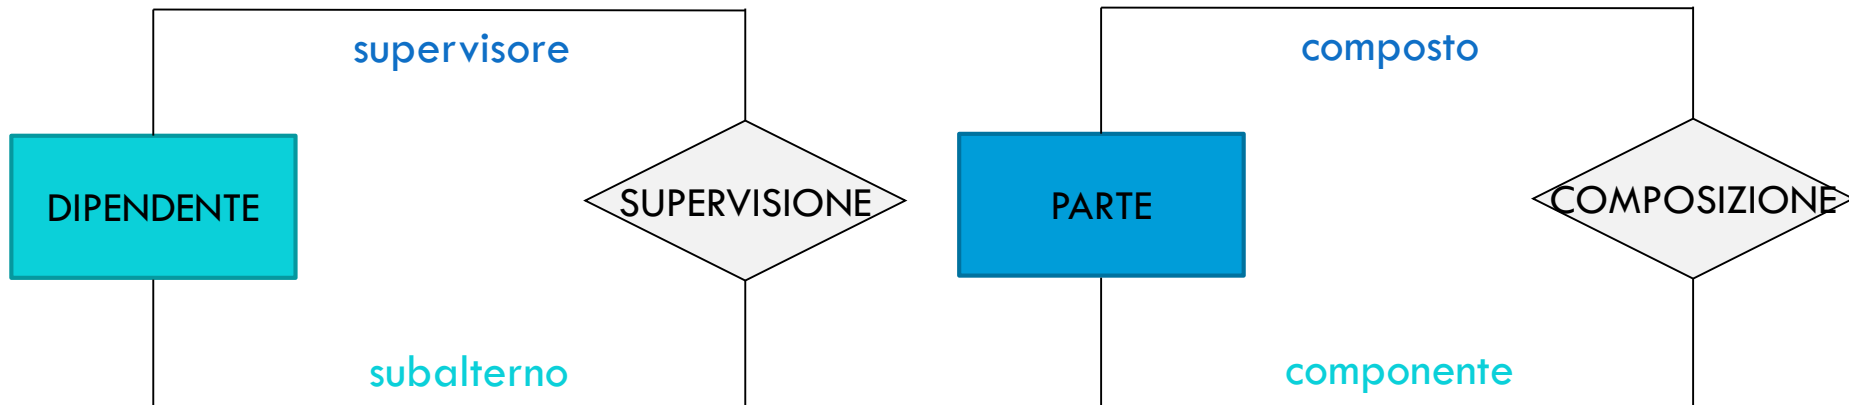 supervisore
DIPENDENTE
SUPERVISIONE
subalterno
composto
PARTE
COMPOSIZIONE
componente